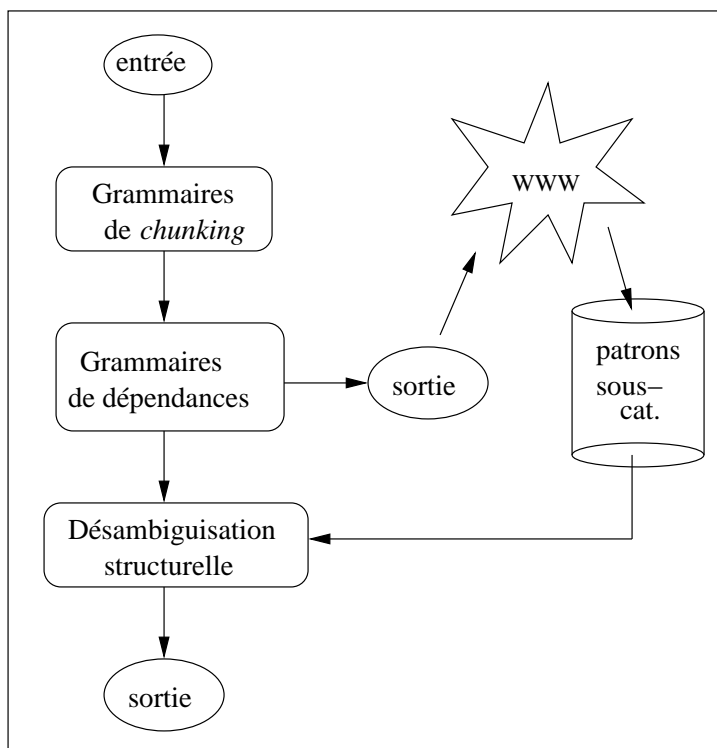 entrée
Grammaires
de chunking
www
Grammaires
de dépendances
sortie
patrons
sous–
cat.
Désambiguisation
structurelle
sortie